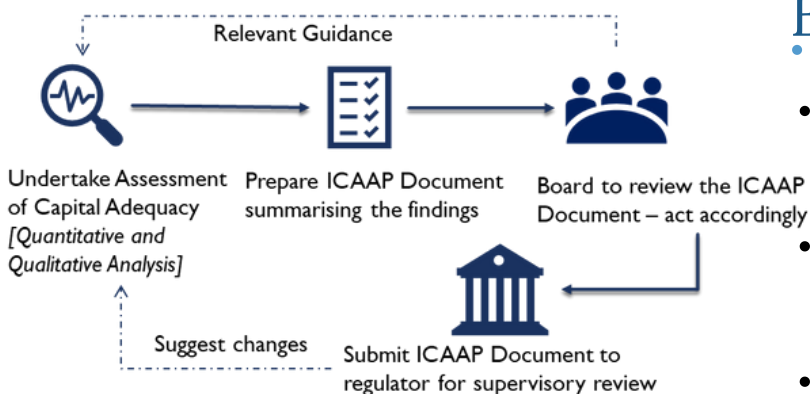 Relevant Guidance
Undertake Assessment
of Capital Adequacy
[Quantitative and
Qualitative Analysis]
Prepare ICAAP Document
summarising the findings
Board to review the ICAAP
Document – act accordingly
Suggest changes
Submit ICAAP Document to
regulator for supervisory review